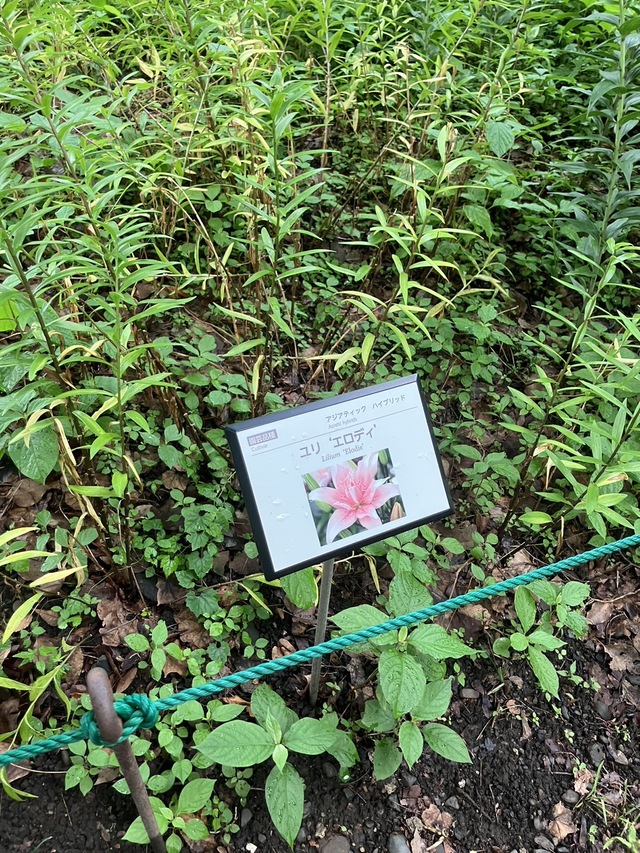 園芸品種
Cultivar
アジアティック ハイブリッド
Asiatic hybrids
ユリ ‘エロディ’
Lilium ‘Elodie’